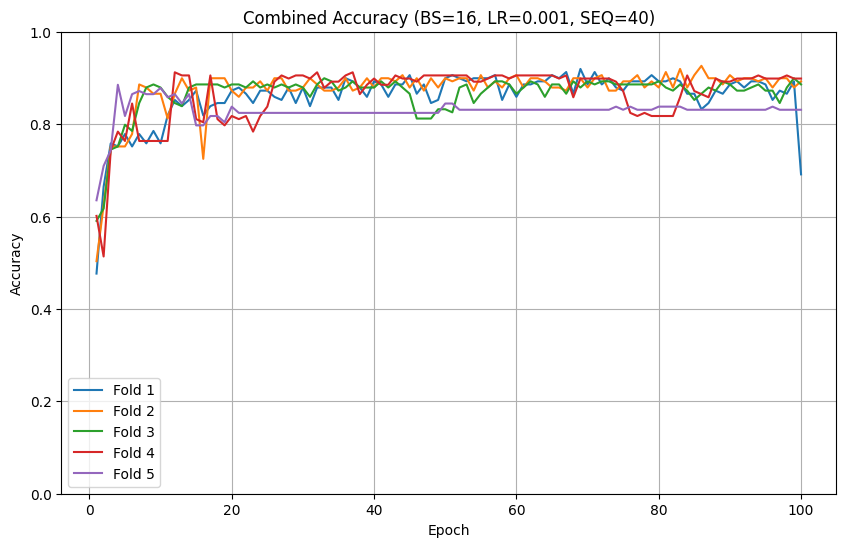 Combined Accuracy (BS=16, LR=0.001, SEQ=40)
1.0
0.8
0.6
0.4
0.2
0.0
Accuracy
Fold 1
Fold 2
Fold 3
Fold 4
Fold 5
0 20 40 60 80 100
Epoch